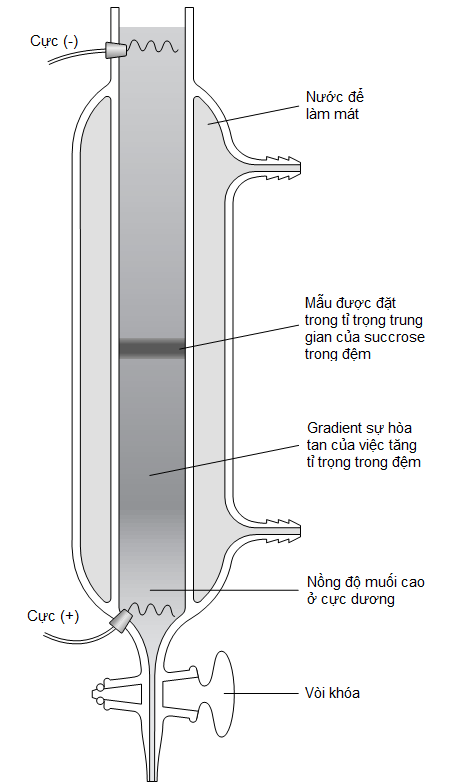 Cực (-)
Nước để
làm mát
Mẫu được đặt
trong tỉ trọng trung
gian của succrose
trong đệm
Gradient sự hòa
tan của việc tăng
tỉ trọng trong đệm
Nồng độ muối cao
ở cực dương
Cực (+)
Vòi khóa